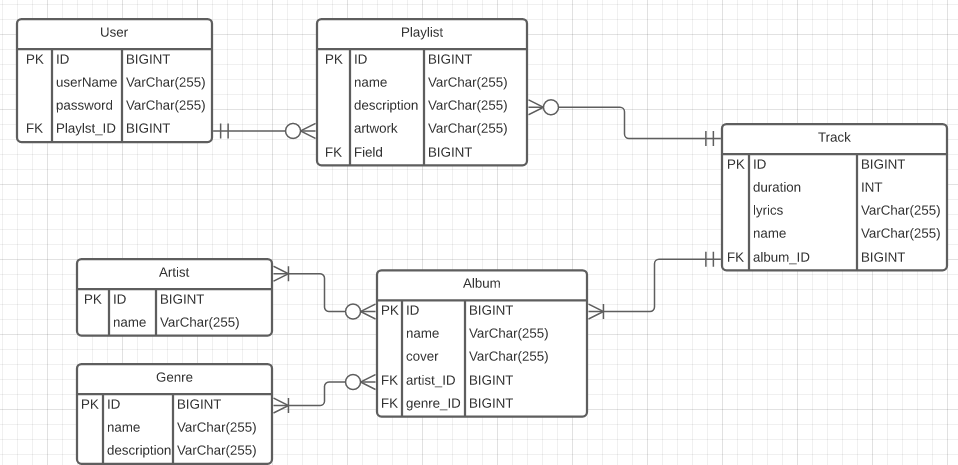 User
PK ID BIGINT
userName VarChar(255)
password VarChar(255)
FK Playlst_ID BIGINT
Playlist
PK ID BIGINT
name VarChar(255)
description VarChar(255)
artwork VarChar(255)
FK Field BIGINT
Track
PK ID BIGINT
duration INT
lyrics VarChar(255)
name VarChar(255)
FK album_ID BIGINT
Artist
PK ID BIGINT
name VarChar(255)
Album
PK ID BIGINT
name VarChar(255)
cover VarChar(255)
FK artist_ID BIGINT
FK genre_ID BIGINT
Genre
PK ID BIGINT
name VarChar(255)
description VarChar(255)